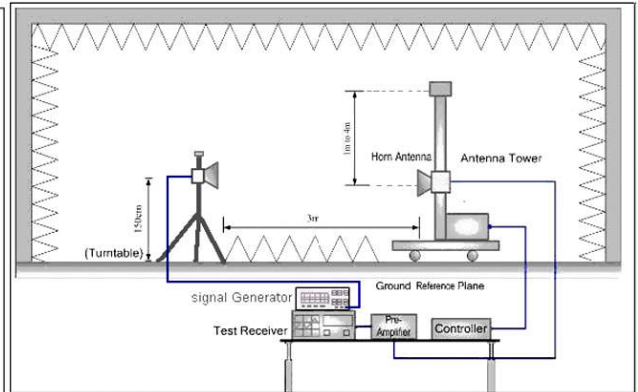 1m to 4m
Horn Antenna
Antenna Tower
150cm
3m
(Turntable)
Ground Reference Plane
signal Generator
Test Receiver
Pre-
Amplifier
Controller